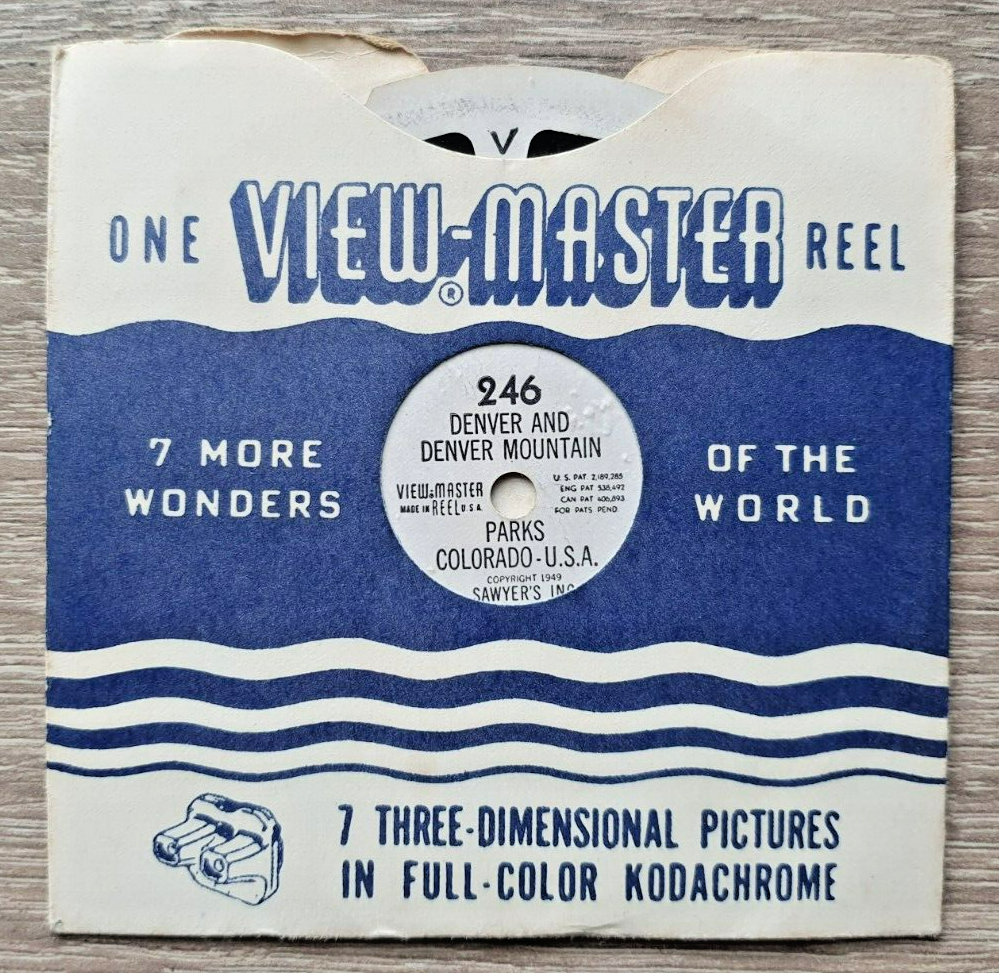 V
ONE VIEW-MASTER® REEL
246
DENVER AND
DENVER MOUNTAIN
7 MORE
WONDERS
OF THE
WORLD
VIEW-MASTER
MADE IN REEL U.S.A.
U.S. PAT. 2,189,285
ENG PAT 538,492
CAN PAT 406,893
FOR PATS PEND.
PARKS
COLORADO-U.S.A.
COPYRIGHT 1949
SAWYER'S INC
7 THREE-DIMENSIONAL PICTURES
IN FULL-COLOR KODACHROME